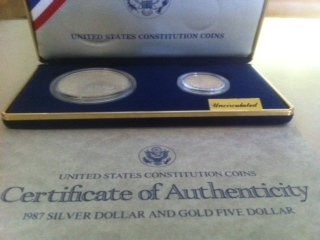 UNITED STATES CONSTITUTION COINS
Uncirculated
UNITED STATES CONSTITUTION COINS
Certificate of Authenticity
1987 SILVER DOLLAR AND GOLD FIVE DOLLAR